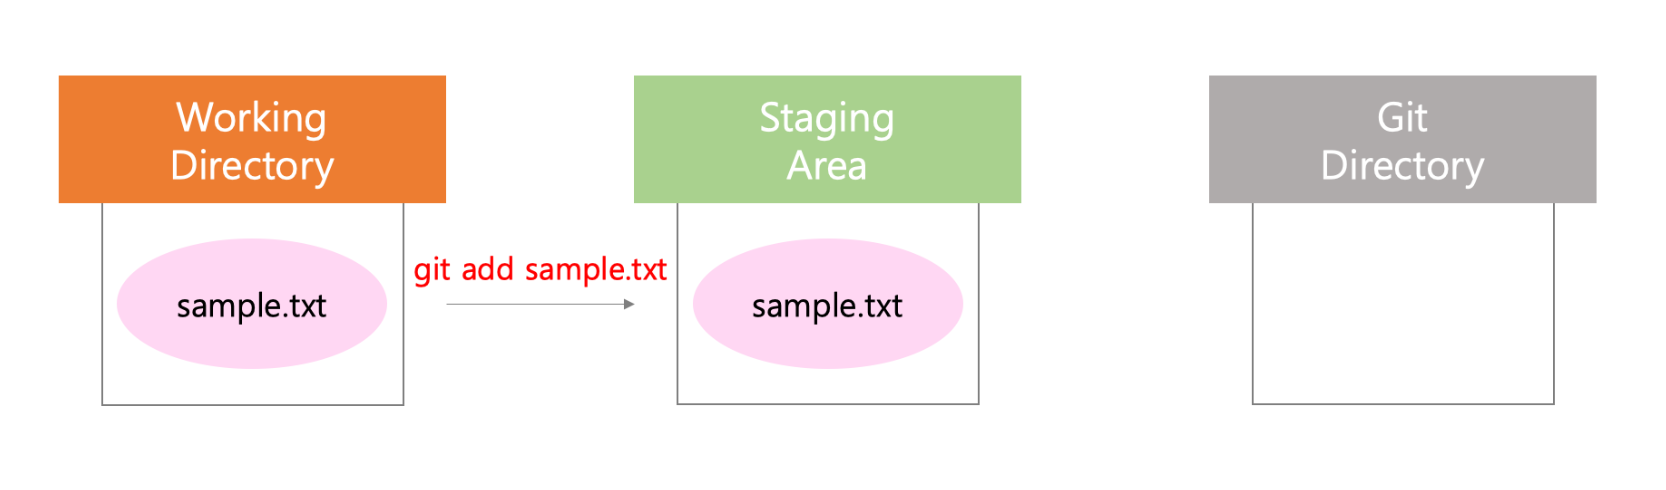 Working
Directory
Staging
Area
Git
Directory
sample.txt
git add sample.txt
sample.txt